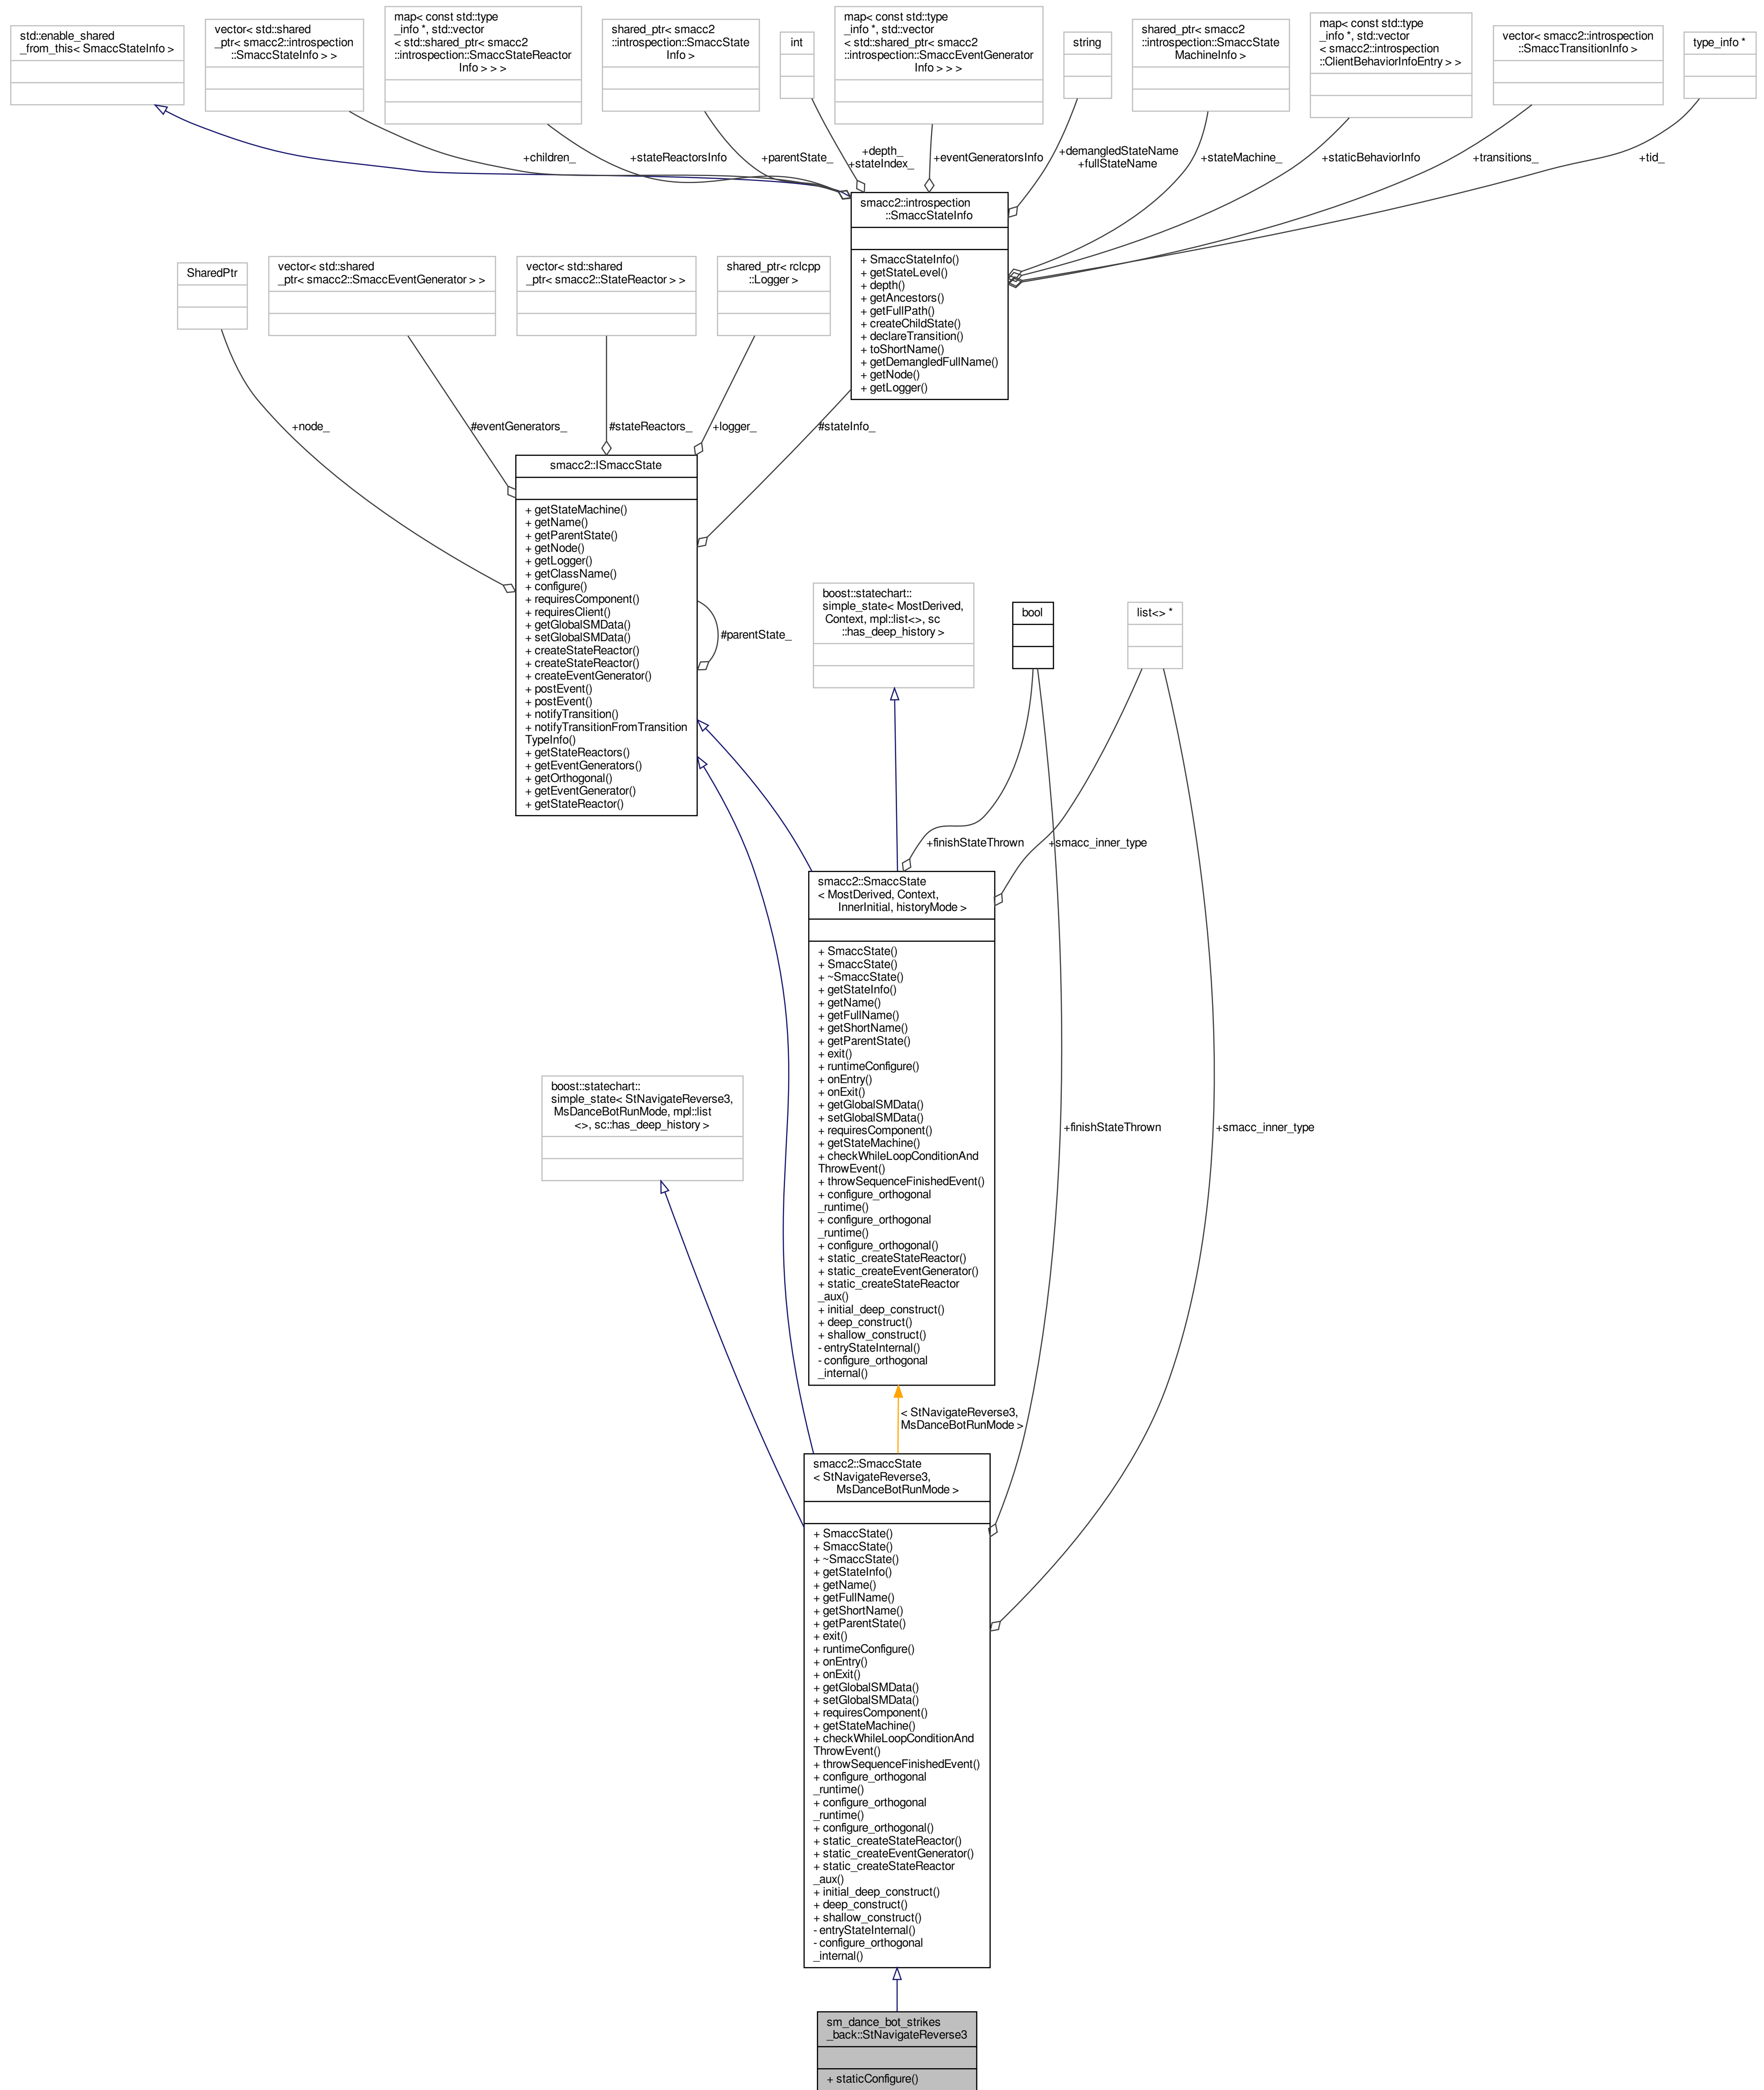 std::enable_shared
_from_this< SmaccStateInfo >
vector< std::shared
_ptr< smacc2::introspection
::SmaccStateInfo > >
map< const std::type
_info *, std::vector
< std::shared_ptr< smacc2
::introspection::SmaccStateReactor
Info > > >
shared_ptr< smacc2
::introspection::SmaccState
Info >
int
map< const std::type
_info *, std::vector
< std::shared_ptr< smacc2
::introspection::SmaccEventGenerator
Info > > >
string
shared_ptr< smacc2
::introspection::SmaccState
MachineInfo >
map< const std::type
_info *, std::vector
< smacc2::introspection
::ClientBehaviorInfoEntry > >
vector< smacc2::introspection
::SmaccTransitionInfo >
type_info *
+children_
+stateReactorsInfo
+parentState_
+depth_
+stateIndex_
+eventGeneratorsInfo
+demangledStateName
+fullStateName
+stateMachine_
+staticBehaviorInfo
+transitions_
+tid_
smacc2::introspection
::SmaccStateInfo
+ SmaccStateInfo()
+ getStateLevel()
+ depth()
+ getAncestors()
+ getFullPath()
+ createChildState()
+ declareTransition()
+ toShortName()
+ getDemangledFullName()
+ getNode()
+ getLogger()
SharedPtr
vector< std::shared
_ptr< smacc2::SmaccEventGenerator > >
vector< std::shared
_ptr< smacc2::StateReactor > >
shared_ptr< rclcpp
::Logger >
+node_
#eventGenerators_
#stateReactors_
+logger_
#stateInfo_
smacc2::ISmaccState
+ getStateMachine()
+ getName()
+ getParentState()
+ getNode()
+ getLogger()
+ getClassName()
+ configure()
+ requiresComponent()
+ requiresClient()
+ getGlobalSMData()
+ setGlobalSMData()
+ createStateReactor()
+ createStateReactor()
+ createEventGenerator()
+ postEvent()
+ postEvent()
+ notifyTransition()
+ notifyTransitionFromTransition
TypeInfo()
+ getStateReactors()
+ getEventGenerators()
+ getOrthogonal()
+ getEventGenerator()
+ getStateReactor()
#parentState_
boost::statechart::
simple_state< MostDerived,
Context, mpl::list<>, sc
::has_deep_history >
bool
list<> *
+finishStateThrown
+smacc_inner_type
smacc2::SmaccState
< MostDerived, Context,
InnerInitial, historyMode >
+ SmaccState()
+ SmaccState()
+ ~SmaccState()
+ getStateInfo()
+ getName()
+ getFullName()
+ getShortName()
+ getParentState()
+ exit()
+ runtimeConfigure()
+ onEntry()
+ onExit()
+ getGlobalSMData()
+ setGlobalSMData()
+ requiresComponent()
+ getStateMachine()
+ checkWhileLoopConditionAnd
ThrowEvent()
+ throwSequenceFinishedEvent()
+ configure_orthogonal
_runtime()
+ configure_orthogonal
_runtime()
+ configure_orthogonal()
+ static_createStateReactor()
+ static_createEventGenerator()
+ static_createStateReactor
_aux()
+ initial_deep_construct()
+ deep_construct()
+ shallow_construct()
- entryStateInternal()
- configure_orthogonal
_internal()
boost::statechart::
simple_state< StNavigateReverse3,
MsDanceBotRunMode, mpl::list
<>, sc::has_deep_history >
+finishStateThrown
+smacc_inner_type
< StNavigateReverse3,
MsDanceBotRunMode >
smacc2::SmaccState
< StNavigateReverse3,
MsDanceBotRunMode >
+ SmaccState()
+ SmaccState()
+ ~SmaccState()
+ getStateInfo()
+ getName()
+ getFullName()
+ getShortName()
+ getParentState()
+ exit()
+ runtimeConfigure()
+ onEntry()
+ onExit()
+ getGlobalSMData()
+ setGlobalSMData()
+ requiresComponent()
+ getStateMachine()
+ checkWhileLoopConditionAnd
ThrowEvent()
+ throwSequenceFinishedEvent()
+ configure_orthogonal
_runtime()
+ configure_orthogonal
_runtime()
+ configure_orthogonal()
+ static_createStateReactor()
+ static_createEventGenerator()
+ static_createStateReactor
_aux()
+ initial_deep_construct()
+ deep_construct()
+ shallow_construct()
- entryStateInternal()
- configure_orthogonal
_internal()
sm_dance_bot_strikes
_back::StNavigateReverse3
+ staticConfigure()